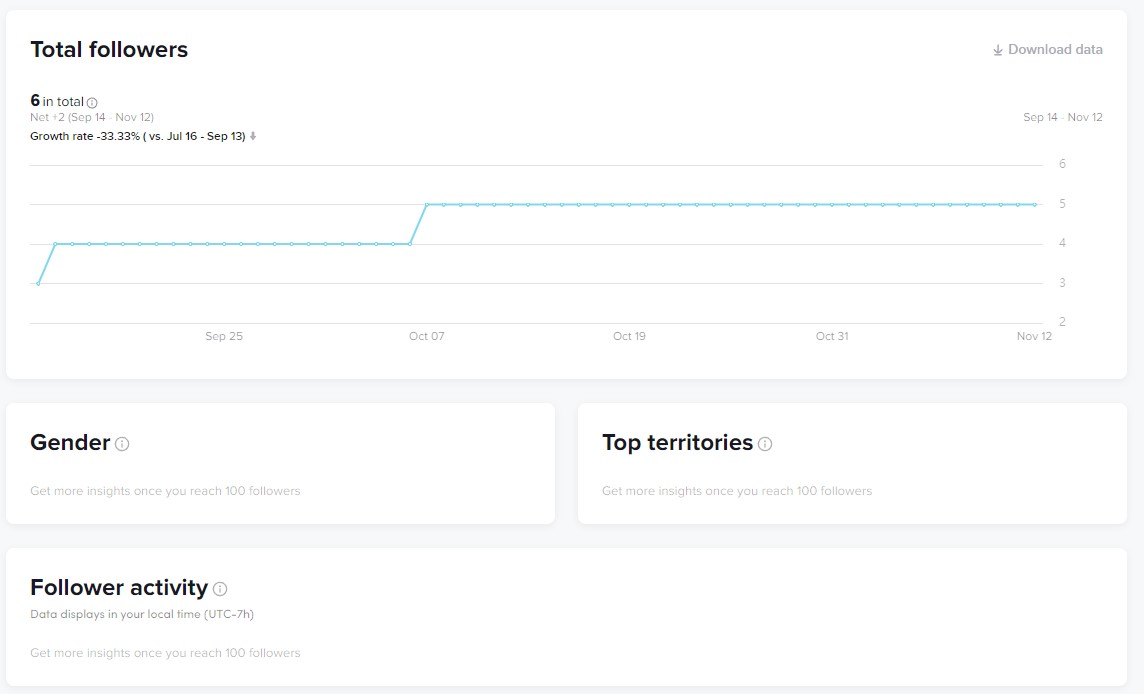 Total followers
Download data
6 in total
Net +2 (Sep 14 - Nov 12)
Sep 14 - Nov 12
Growth rate -33.33% ( vs. Jul 16 - Sep 13)
6
5
4
3
2
Sep 25 Oct 07 Oct 19 Oct 31 Nov 12
Gender
Get more insights once you reach 100 followers
Top territories
Get more insights once you reach 100 followers
Follower activity
Data displays in your local time (UTC-7h)
Get more insights once you reach 100 followers